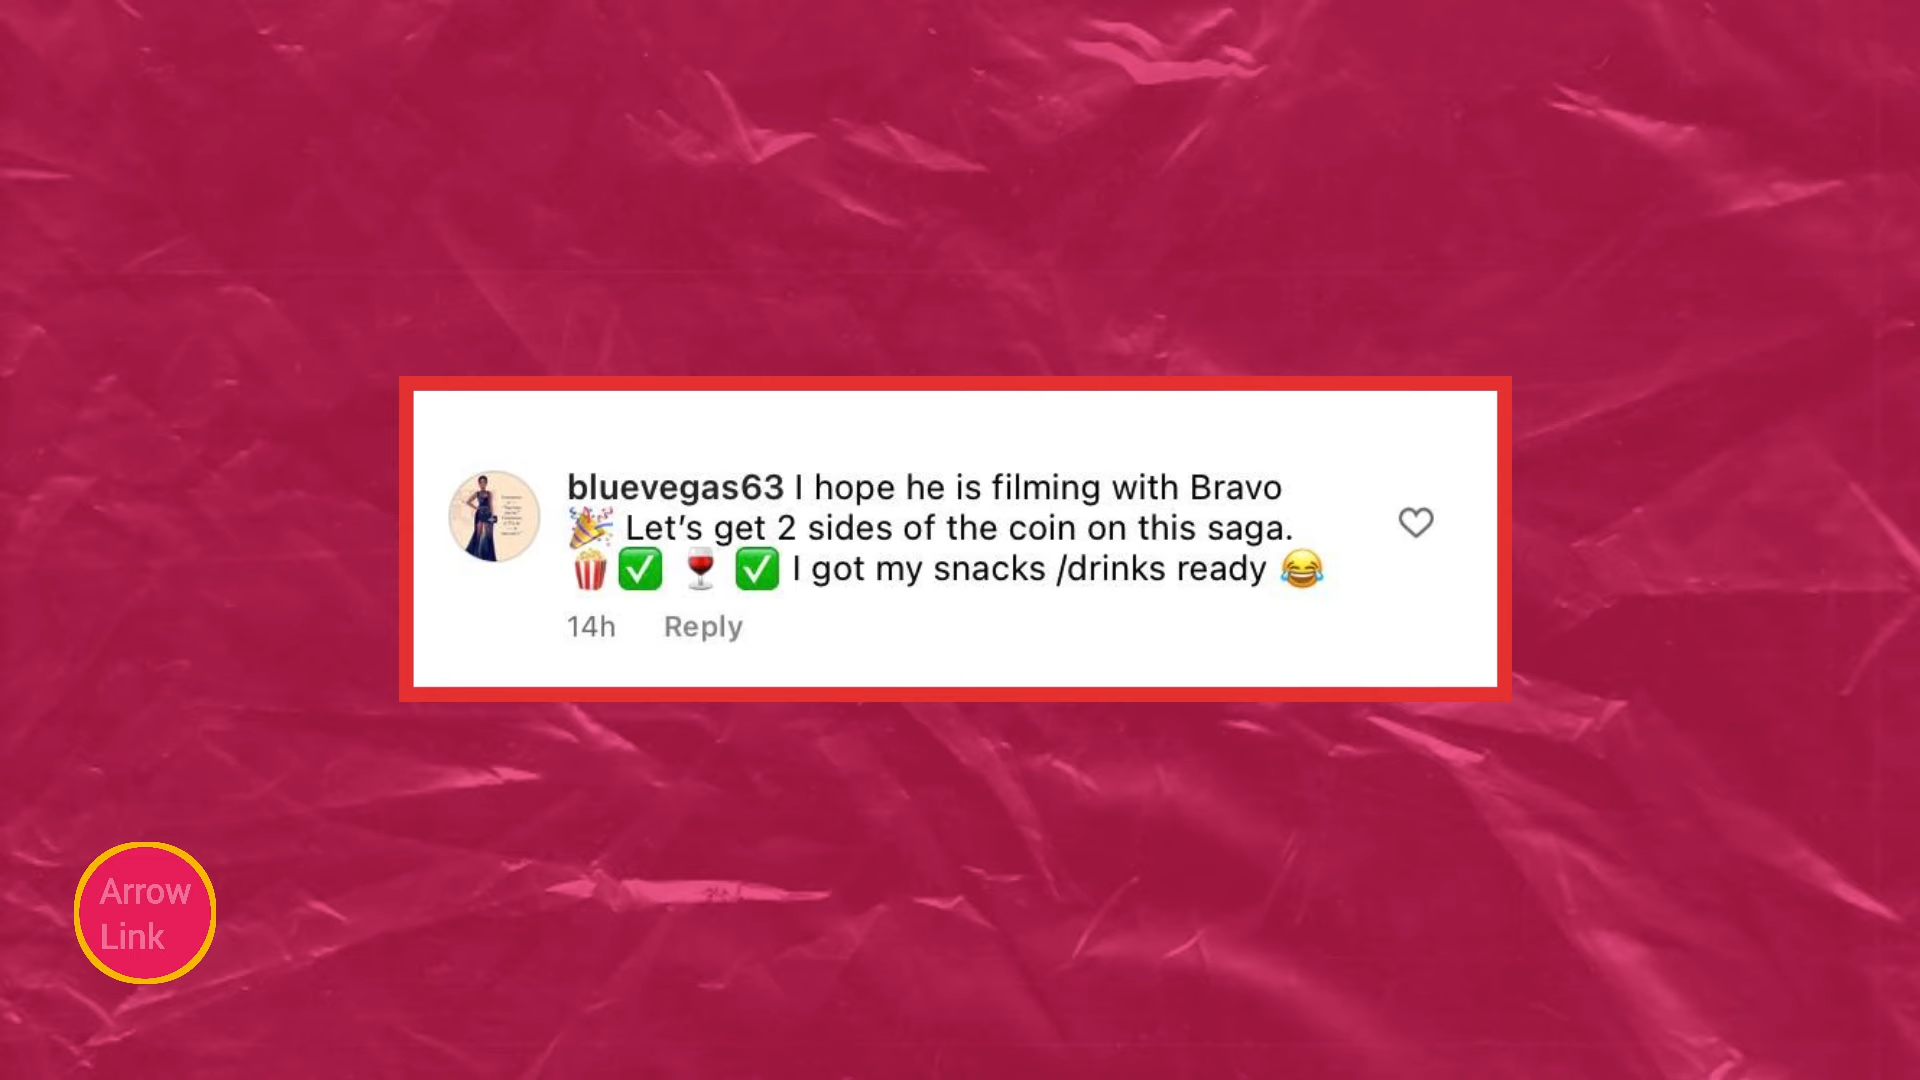 bluevegas63 I hope he is filming with Bravo
🎉 Let’s get 2 sides of the coin on this saga.
🍿✅ 🍷 ✅ I got my snacks /drinks ready 😂
14h Reply
Arrow
Link